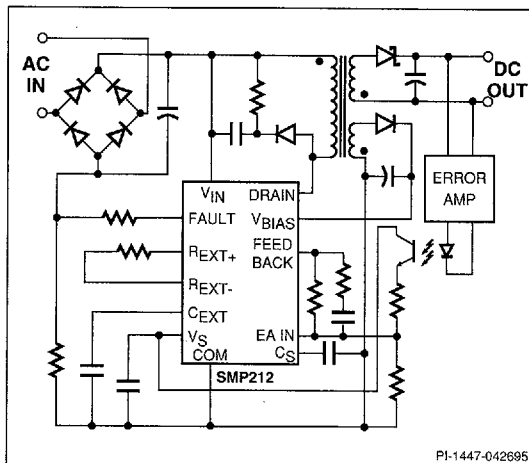 AC
IN
DC
OUT
ERROR
AMP
VIN
DRAIN
FAULT
VBIAS
REXT+
FEED
BACK
REXT-
CEXT
VS
EA IN
COM
CS
SMP212
PI-1447-042695